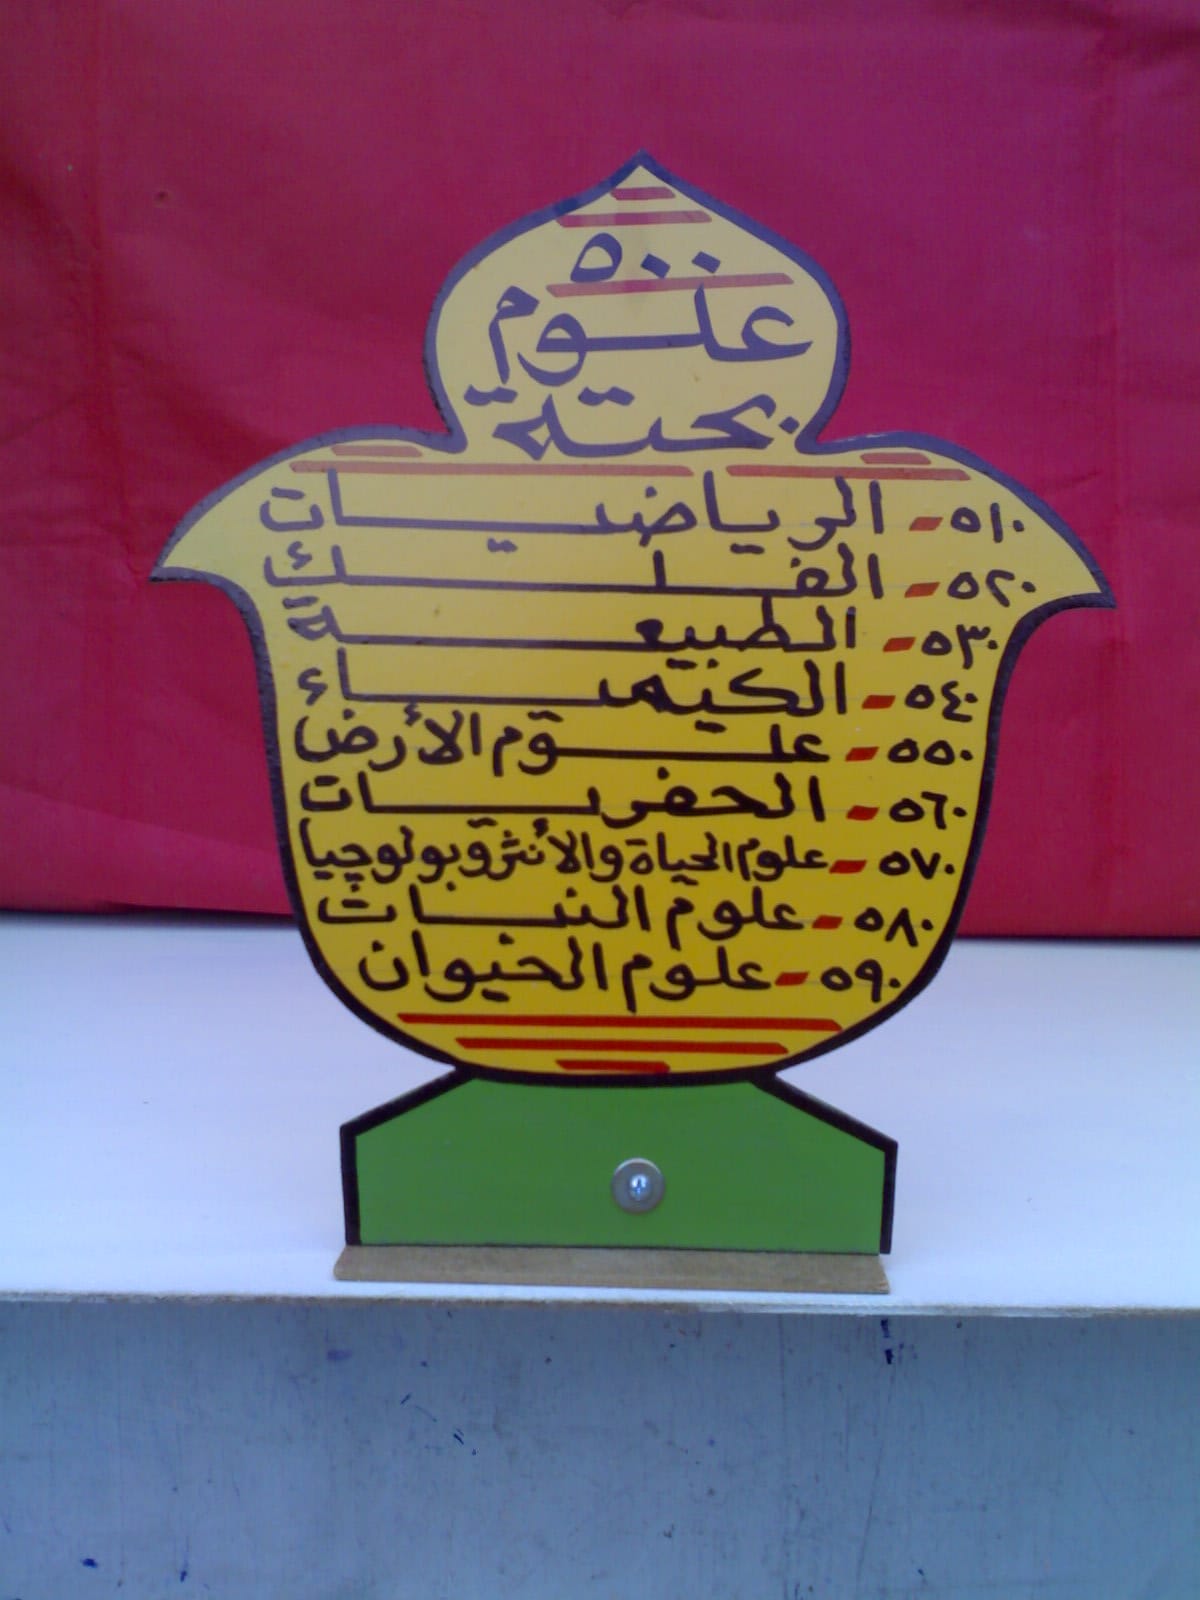 ٥٠٠
علوم
بحتة
٥١٠- الرياضيات
٥٢٠- الفلك
٥٣٠- الطبيعة
٥٤٠- الكيمياء
٥٥٠- علوم الأرض
٥٦٠- الحفريات
٥٧٠- علوم الحياة والأنثروبولوچيا
٥٨٠- علوم النبات
٥٩٠- علوم الحيوان